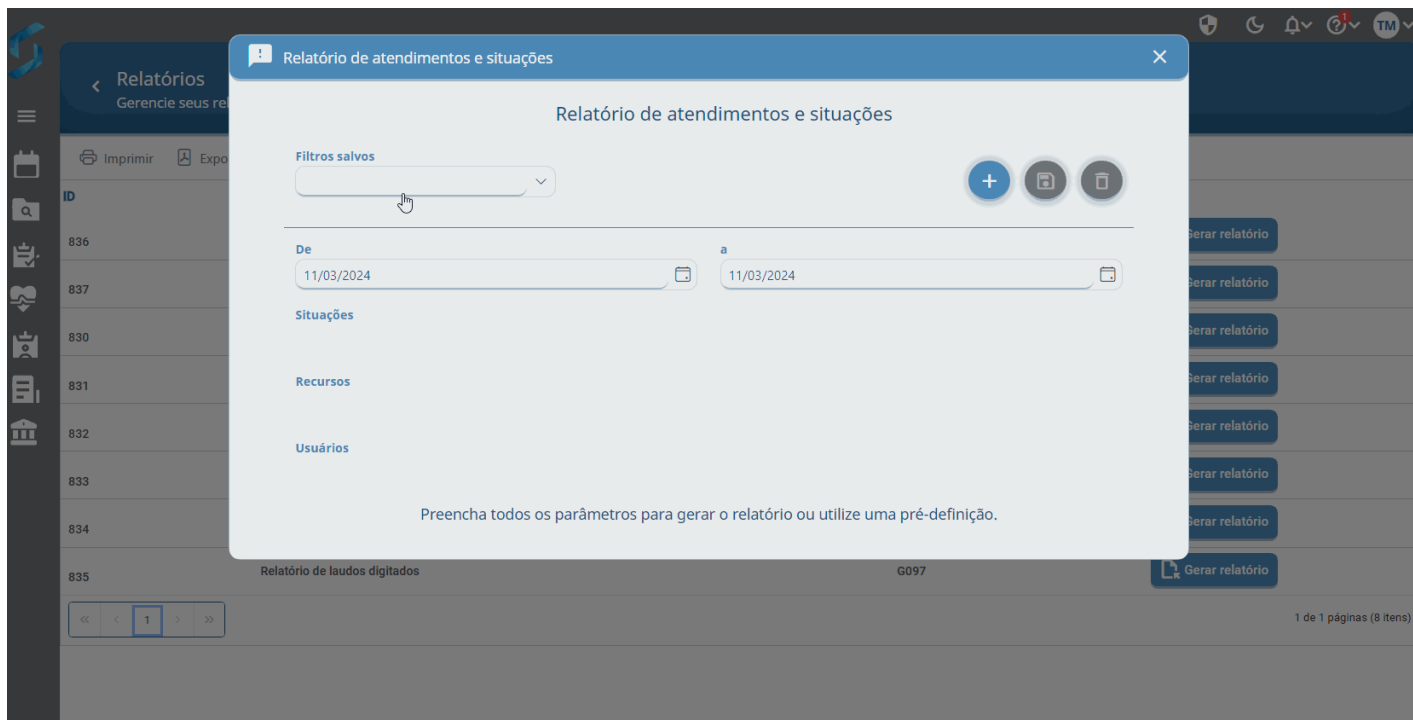 TM
1
Relatórios
Gerencie seus rel
Relatório de atendimentos e situações
Relatório de atendimentos e situações
Imprimir Expo
Filtros salvos
ID
De a
11/03/2024 11/03/2024
Situações
Recursos
Usuários
Preencha todos os parâmetros para gerar o relatório ou utilize uma pré-definição.
836 Gerar relatório
837 Gerar relatório
830 Gerar relatório
831 Gerar relatório
832 Gerar relatório
833 Gerar relatório
834 Gerar relatório
835 Relatório de laudos digitados G097 Gerar relatório
1 1 de 1 páginas (8 itens)